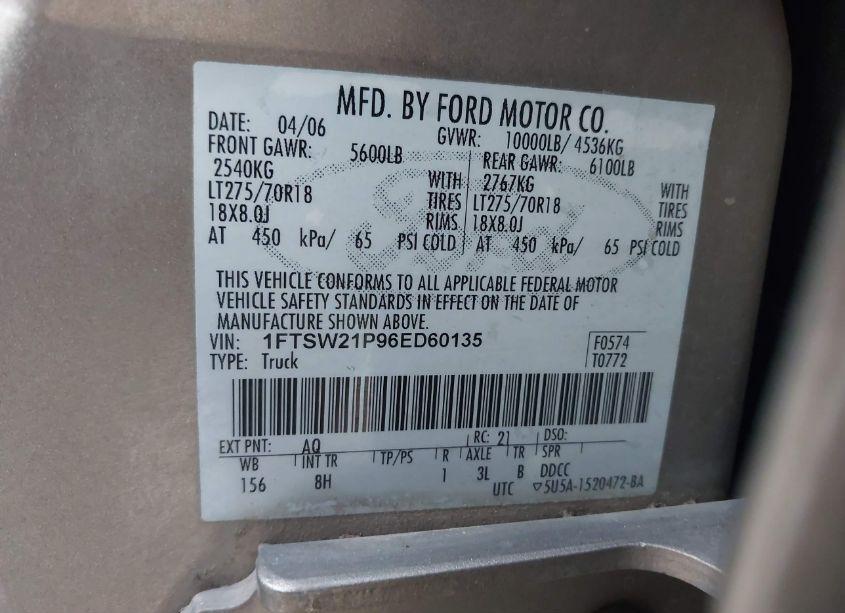 MFD. BY FORD MOTOR CO.
DATE: 04/06 GVWR: 10000LB/ 4536KG
FRONT GAWR: 5600LB REAR GAWR: 6100LB
2540KG WITH 2767KG WITH
LT275/70R18 TIRES LT275/70R18 TIRES
18X8.0J RIMS 18X8.0J RIMS
AT 450 kPa/ 65 PSI COLD AT 450 kPa/ 65 PSI COLD
THIS VEHICLE CONFORMS TO ALL APPLICABLE FEDERAL MOTOR
VEHICLE SAFETY STANDARDS IN EFFECT ON THE DATE OF
MANUFACTURE SHOWN ABOVE.
VIN: 1FTSW21P96ED60135 F0574
TYPE: Truck T0772
EXT PNT: AQ RC: 21 DSO:
WB INT TR TP/PS R AXLE TR SPR
156 8H 1 3L B DDCC
UTC ▽5U5A-1520472-BA